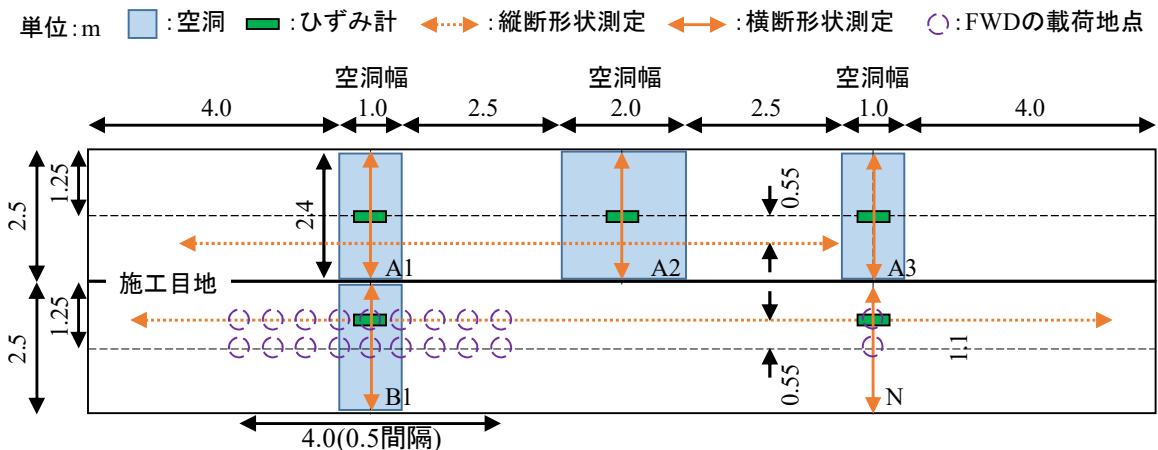 単位:m :空洞 :ひずみ計 :縦断形状測定 :横断形状測定 :FWDの載荷地点
空洞幅 空洞幅 空洞幅
4.0 1.0 2.5 2.0 2.5 1.0 4.0
2.5 1.25 2.4 0.55
A1 A2 A3
施工目地
2.5 1.25 0.55 1.1
B1 N
4.0(0.5間隔)